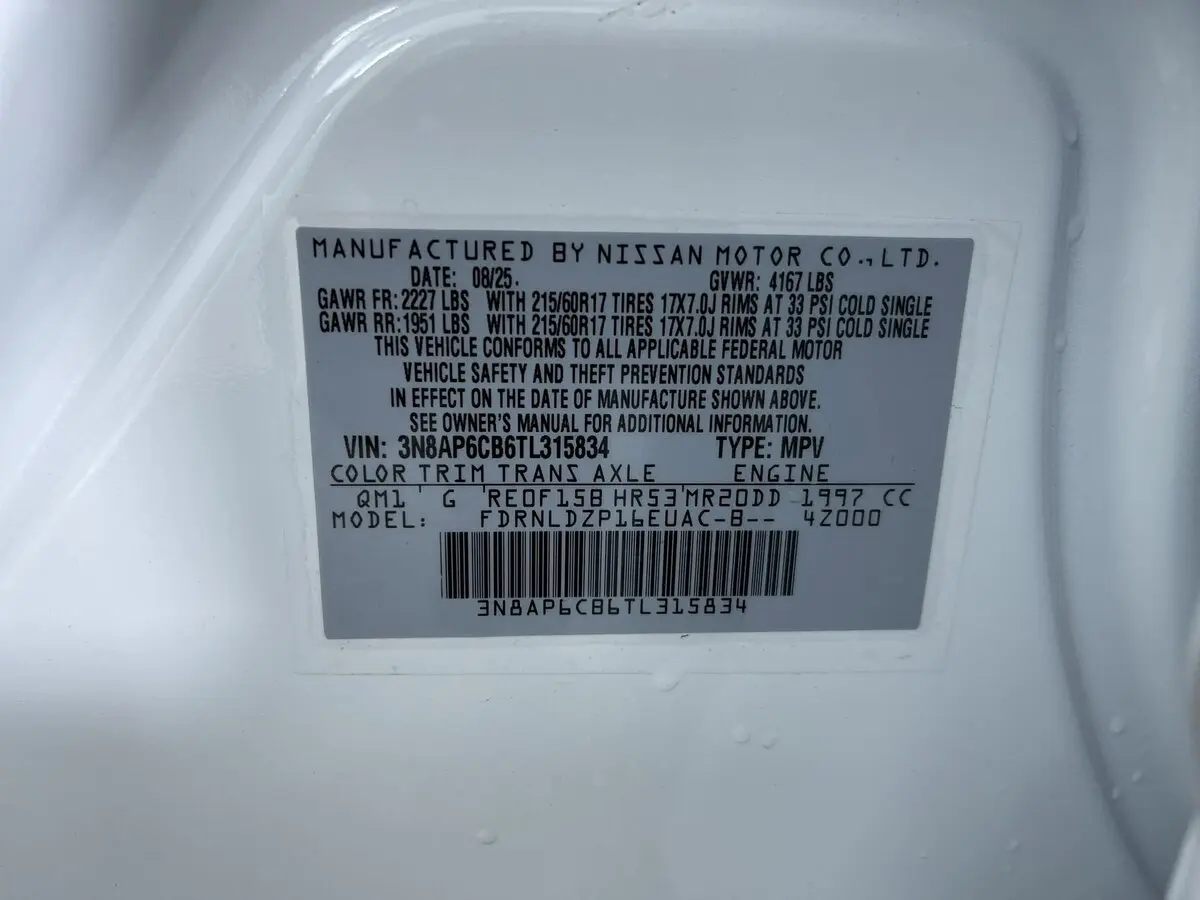 MANUFACTURED BY NISSAN MOTOR CO.,LTD.
DATE: 08/25. GVWR: 4167 LBS
GAWR FR: 2227 LBS WITH 215/60R17 TIRES 17X7.0J RIMS AT 33 PSI COLD SINGLE
GAWR RR: 1951 LBS WITH 215/60R17 TIRES 17X7.0J RIMS AT 33 PSI COLD SINGLE
THIS VEHICLE CONFORMS TO ALL APPLICABLE FEDERAL MOTOR
VEHICLE SAFETY AND THEFT PREVENTION STANDARDS
IN EFFECT ON THE DATE OF MANUFACTURE SHOWN ABOVE.
SEE OWNER'S MANUAL FOR ADDITIONAL INFORMATION.
VIN: 3N8AP6CB6TL315834 TYPE: MPV
COLOR TRIM TRANS AXLE ENGINE
QM1 G RE0F15B HR53 MR20DD 1997 CC
MODEL: FDRNLDZP16EUAC-B-- 4Z000
3N8AP6CB6TL315834